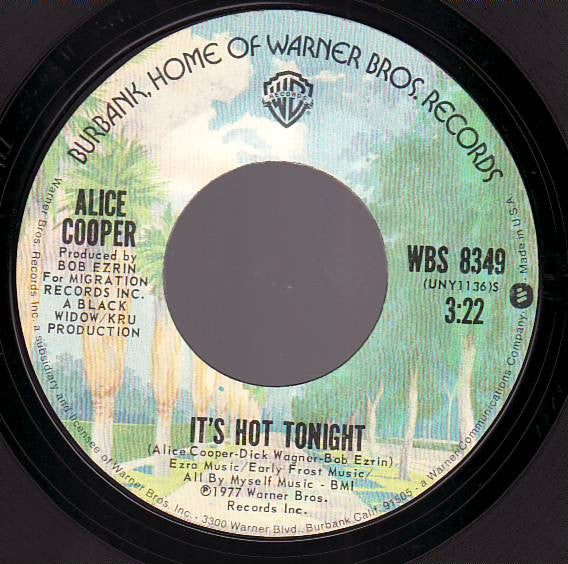 BURBANK, HOME OF WARNER BROS. RECORDS
RECORDS
ALICE
COOPER
Produced by
BOB EZRIN
For MIGRATION
RECORDS INC.
A BLACK
WIDOW/KRU
PRODUCTION
WBS 8349
(UNY1136)S
3:22
IT'S HOT TONIGHT
(Alice Cooper-Dick Wagner-Bob Ezrin)
Ezra Music/Early Frost Music/
All By Myself Music - BMI
℗1977 Warner Bros.
Records Inc.
Warner Bros. Records Inc., a subsidiary and licensee of Warner Bros. Inc., - 3300 Warner Blvd., Burbank Calif. 91505 - a Warner Communications Company. - Made in U.S.A.